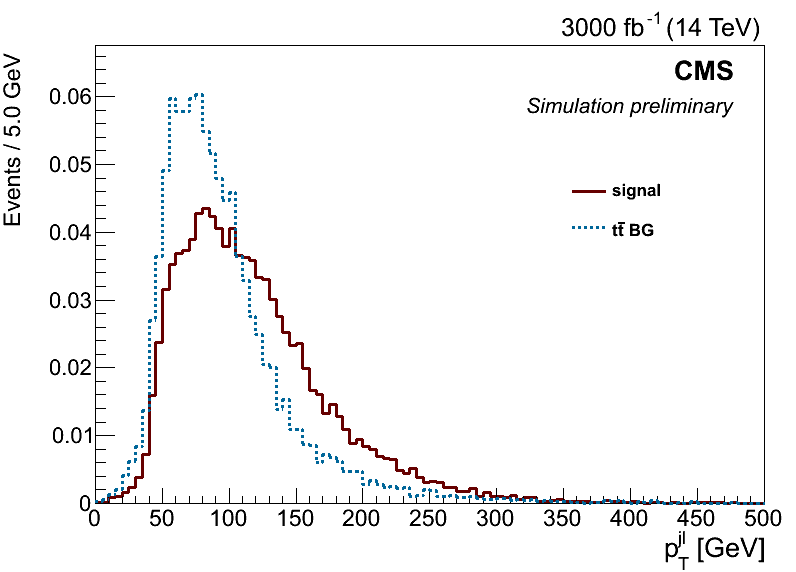 3000 fb⁻¹ (14 TeV)
CMS
Simulation preliminary
Events / 5.0 GeV
signal
tt̄ BG
0.06
0.05
0.04
0.03
0.02
0.01
0
0 50 100 150 200 250 300 350 400 450 500
p_T^jl [GeV]